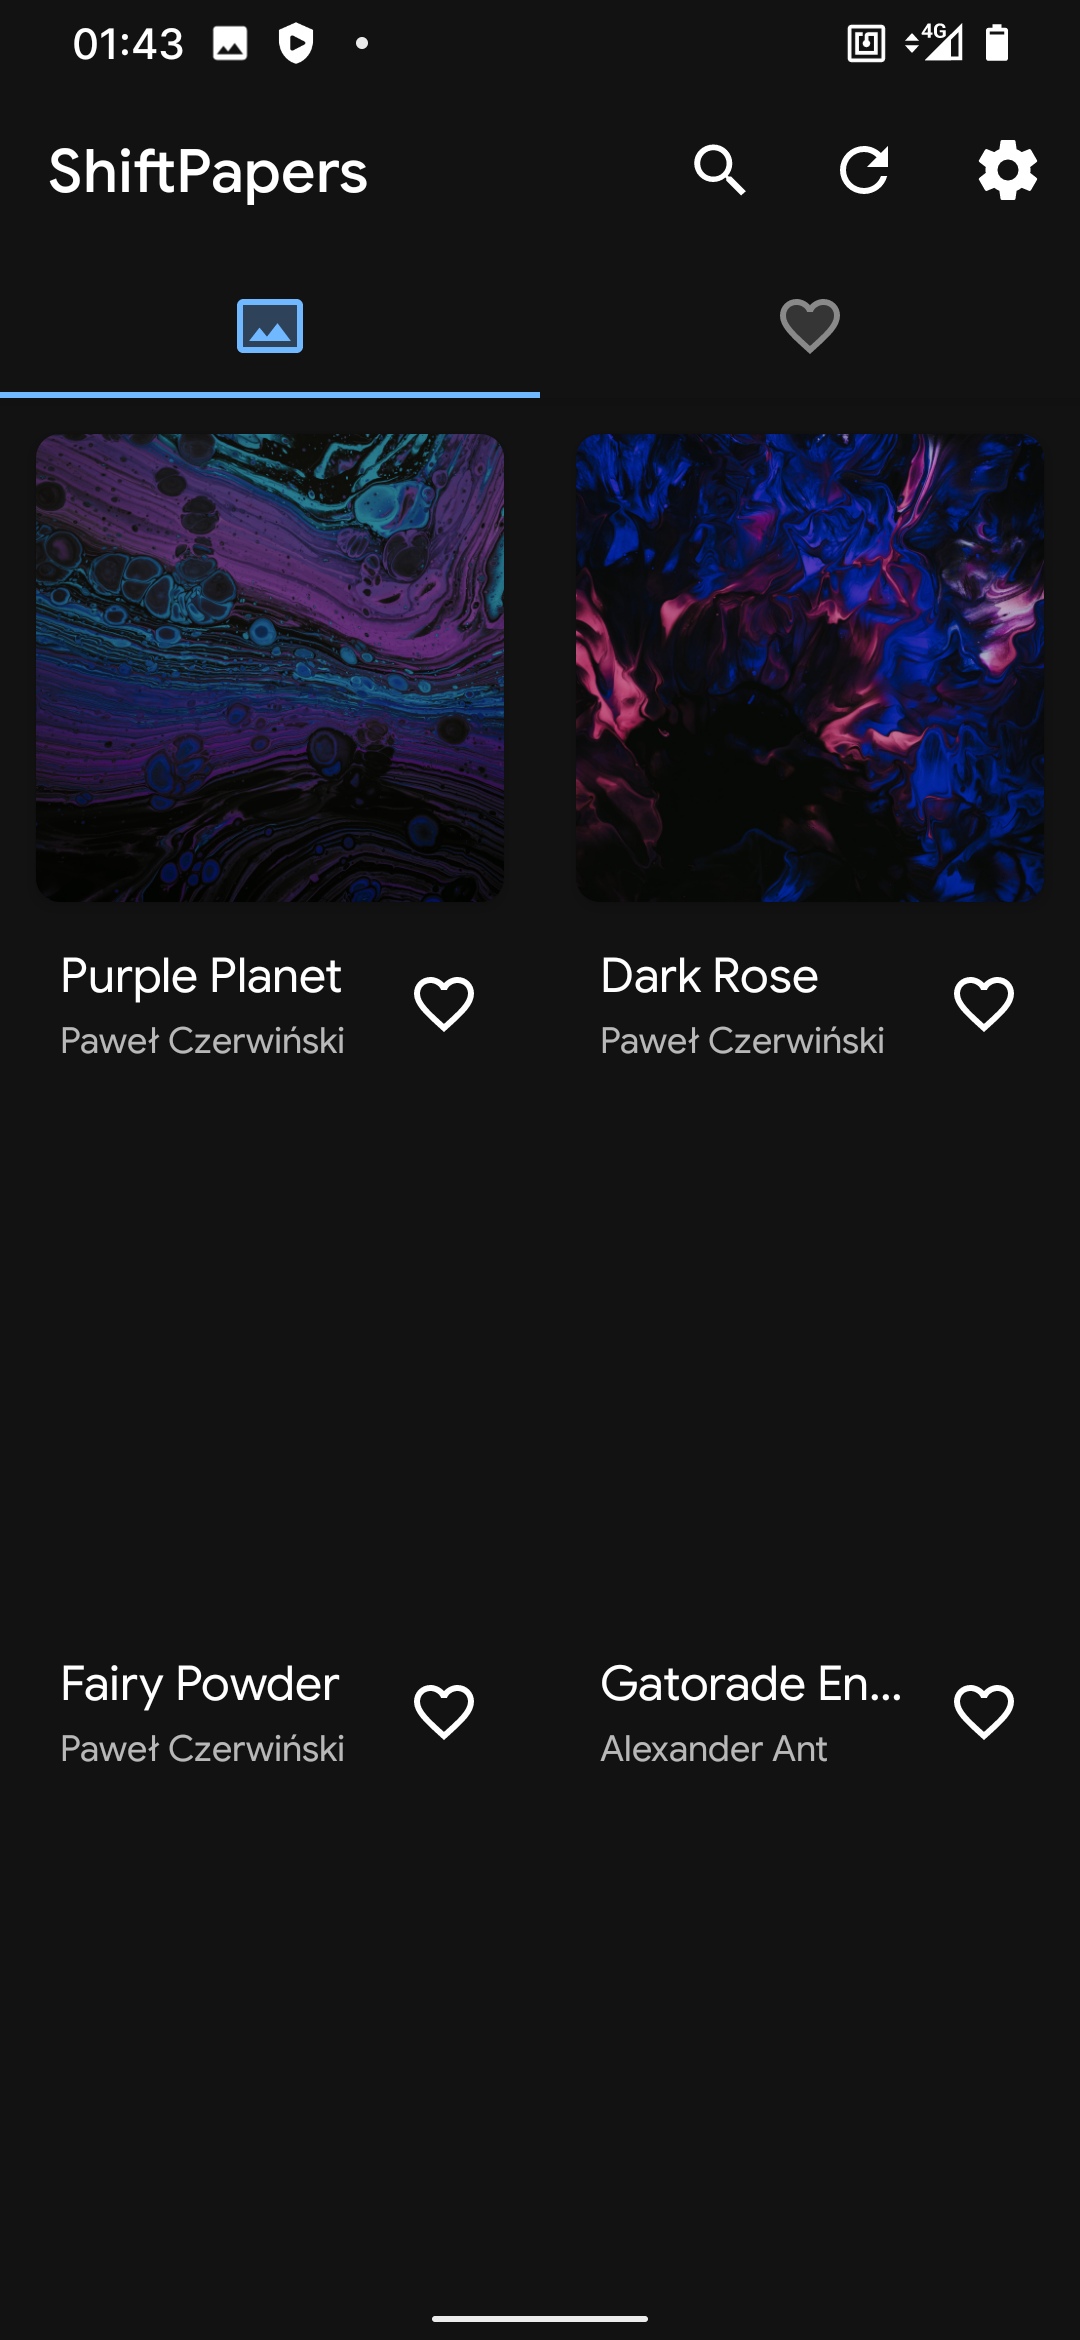 01:43
4G
ShiftPapers
Purple Planet
Paweł Czerwiński
Dark Rose
Paweł Czerwiński
Fairy Powder
Paweł Czerwiński
Gatorade En...
Alexander Ant